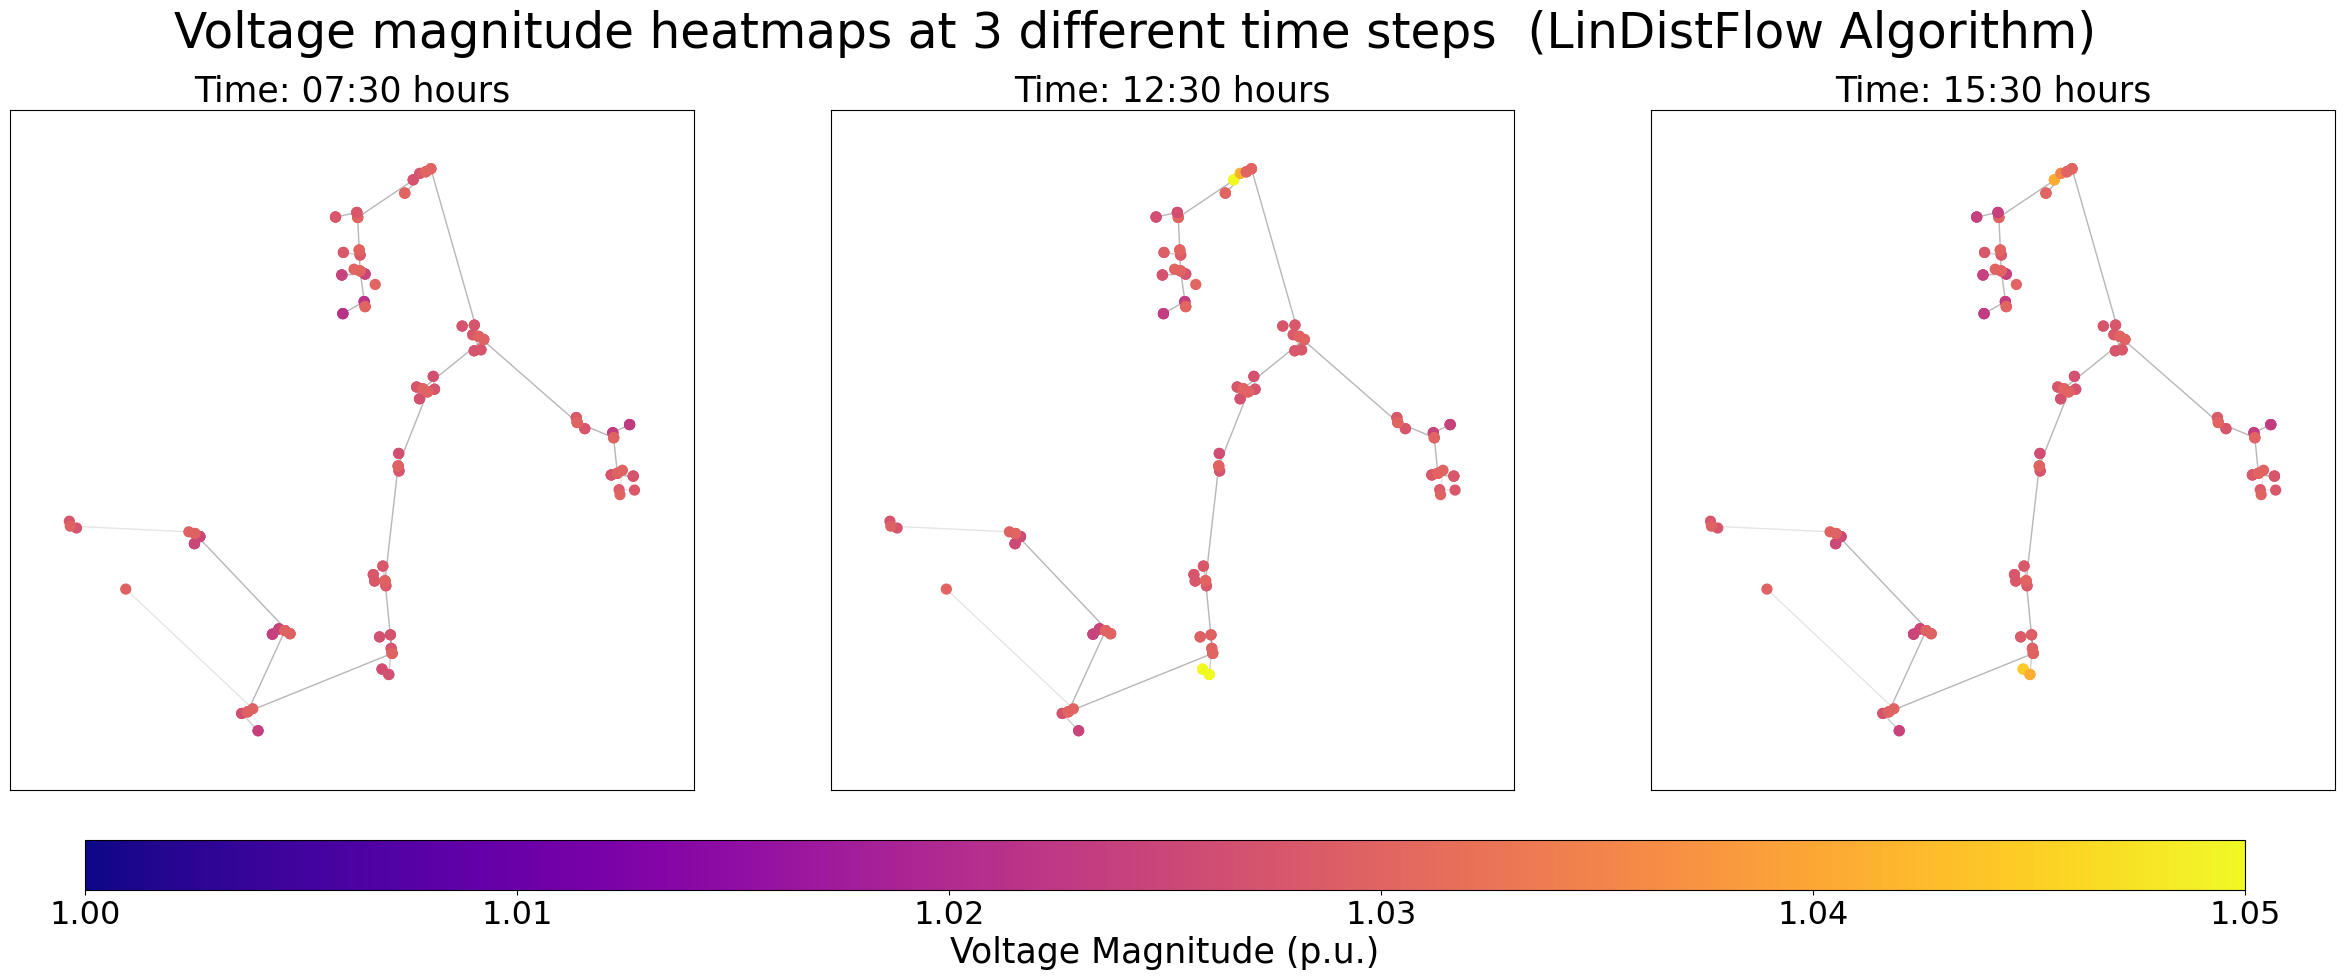 Voltage magnitude heatmaps at 3 different time steps  (LinDistFlow Algorithm)
Time: 07:30 hours
Time: 12:30 hours
Time: 15:30 hours
1.00
1.01
1.02
1.03
1.04
1.05
Voltage Magnitude (p.u.)